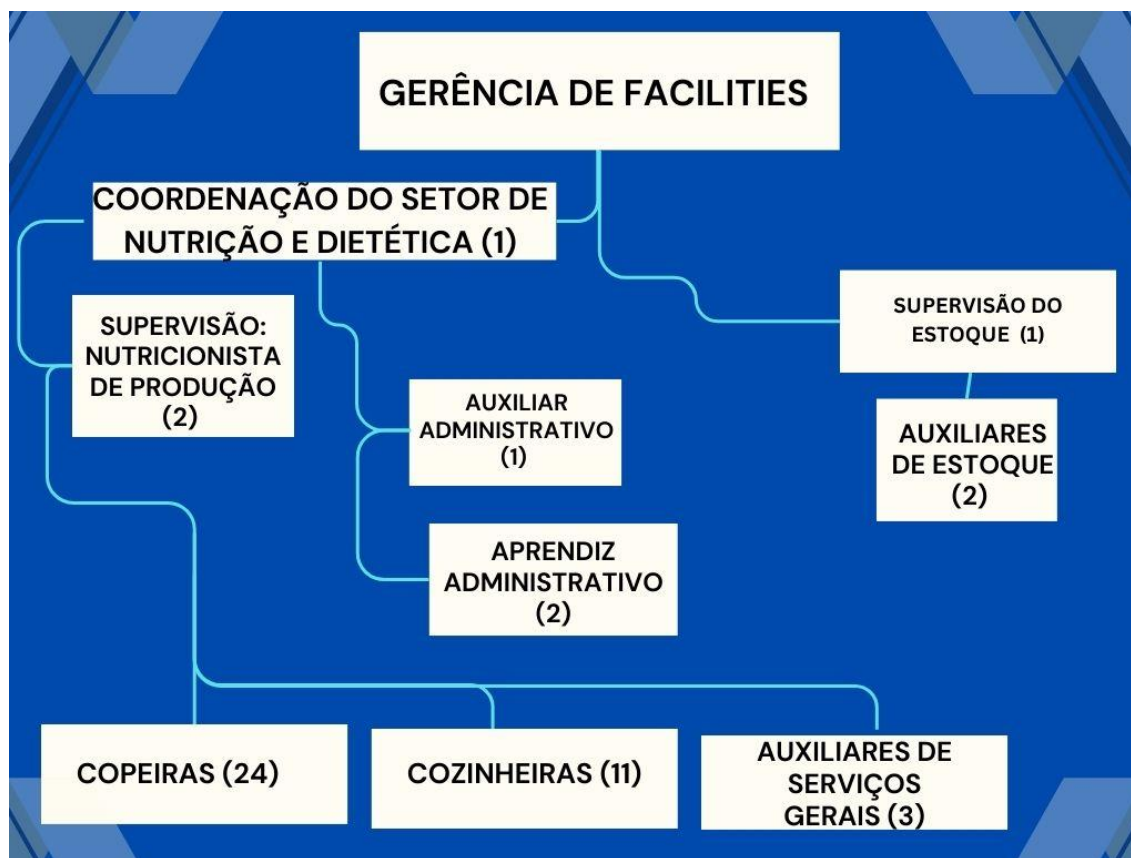 GERÊNCIA DE FACILITIES
COORDENAÇÃO DO SETOR DE
NUTRIÇÃO E DIETÉTICA (1)
SUPERVISÃO:
NUTRICIONISTA
DE PRODUÇÃO
(2)
AUXILIAR
ADMINISTRATIVO
(1)
APRENDIZ
ADMINISTRATIVO
(2)
SUPERVISÃO DO
ESTOQUE (1)
AUXILIARES
DE ESTOQUE
(2)
COPEIRAS (24)
COZINHEIRAS (11)
AUXILIARES DE
SERVIÇOS
GERAIS (3)